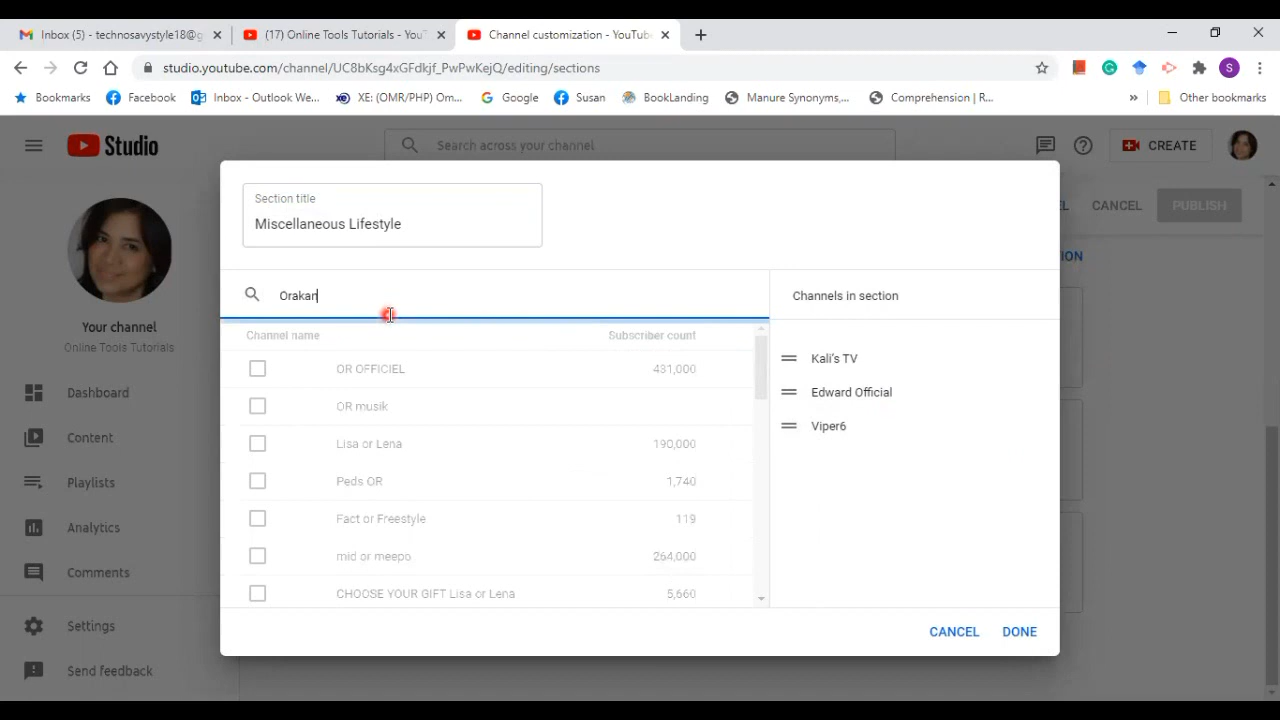 Inbox (5) - technosavystyle18@g
(17) Online Tools Tutorials - YouT
Channel customization - YouTube
studio.youtube.com/channel/UC8bKsg4xGFdkjf_PwPwKejQ/editing/sections
Bookmarks
Facebook
Inbox - Outlook We...
XE: (OMR/PHP) Om...
Google
Susan
BookLanding
Manure Synonyms,...
Comprehension | R...
»
Other bookmarks
Studio
Search across your channel
CREATE
Section title
Miscellaneous Lifestyle
EL
CANCEL
PUBLISH
ION
Orakan
Channels in section
Your channel
Online Tools Tutorials
Channel name
Subscriber count
OR OFFICIEL
431,000
OR musik
Lisa or Lena
190,000
Peds OR
1,740
Fact or Freestyle
119
mid or meepo
264,000
CHOOSE YOUR GIFT Lisa or Lena
5,660
Kali's TV
Edward Official
Viper6
Dashboard
Content
Playlists
Analytics
Comments
Settings
Send feedback
CANCEL
DONE